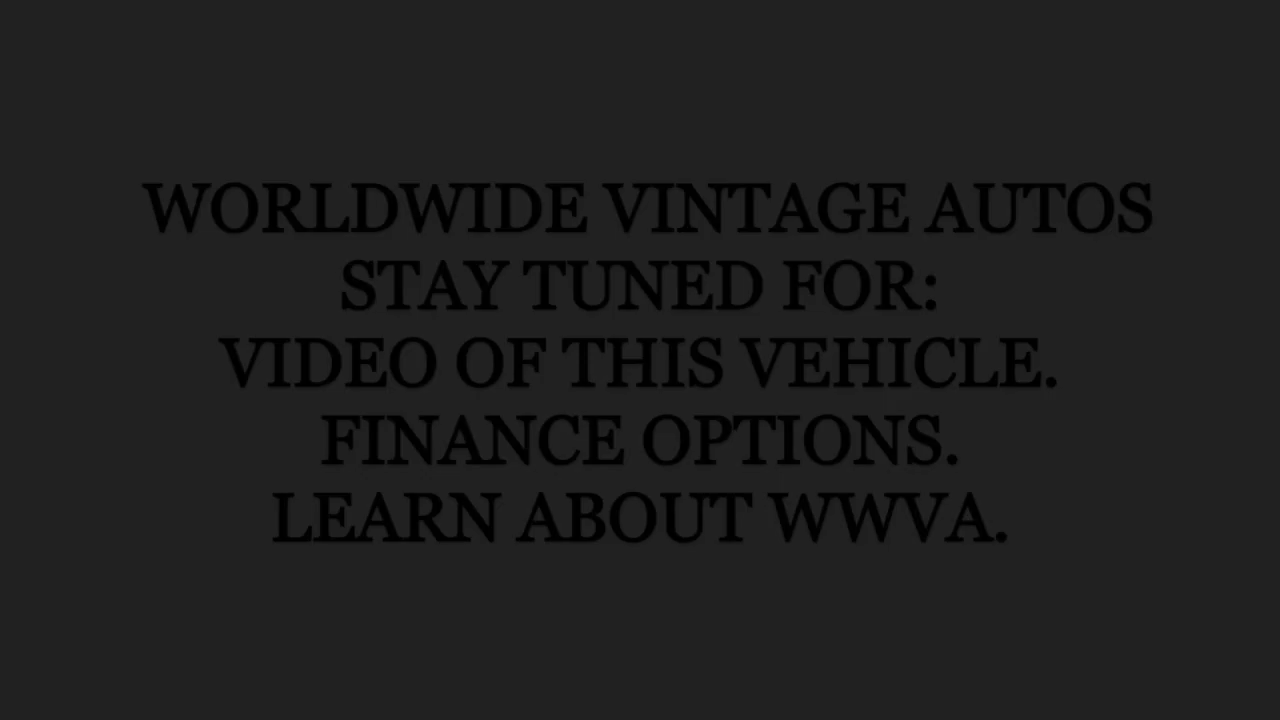 WORLDWIDE VINTAGE AUTOS
STAY TUNED FOR:
VIDEO OF THIS VEHICLE.
FINANCE OPTIONS.
LEARN ABOUT WWVA.